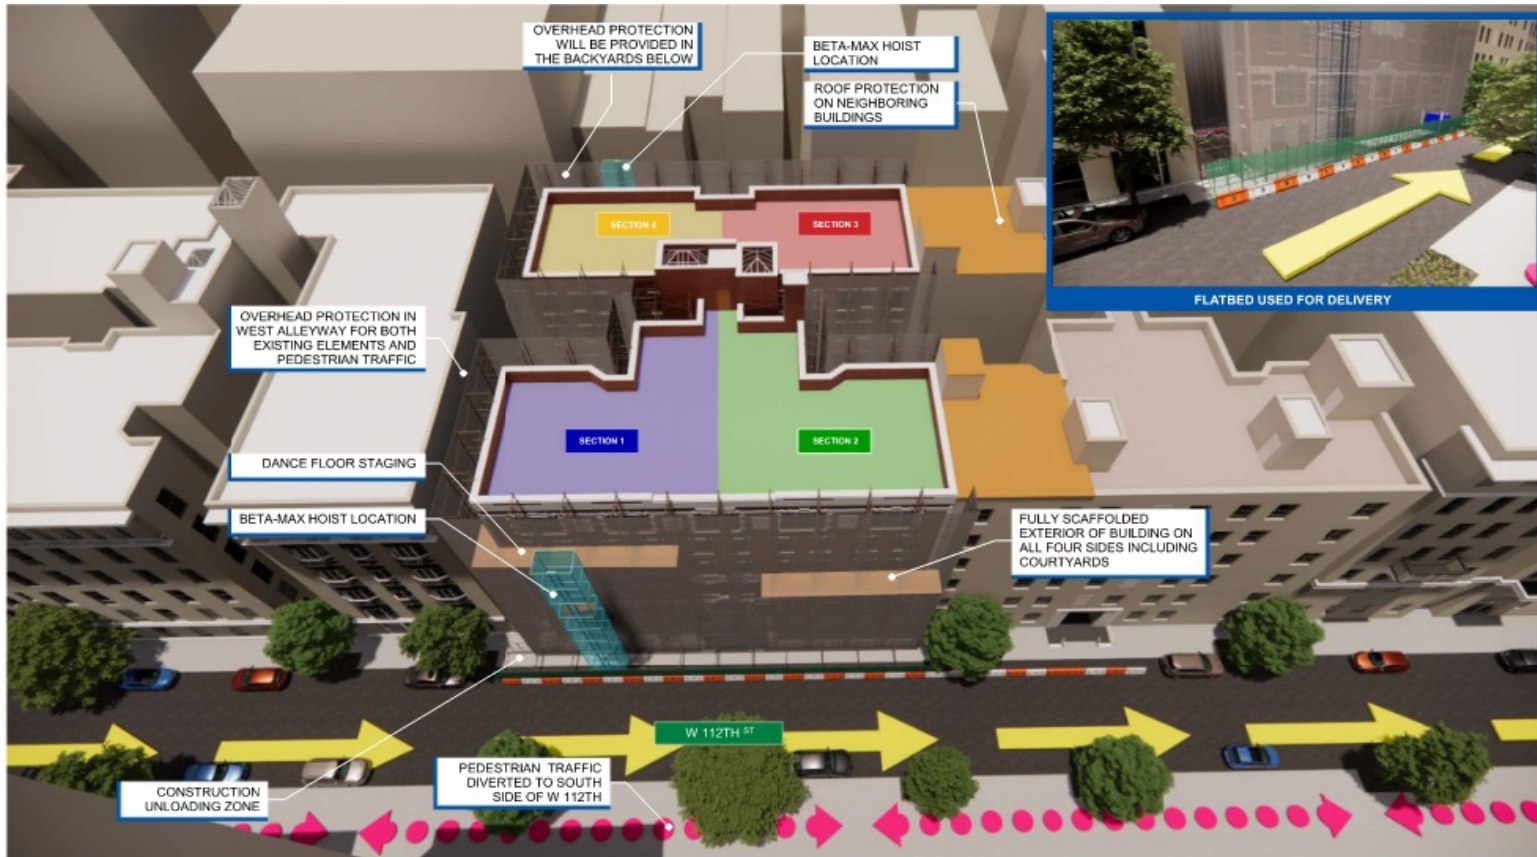 OVERHEAD PROTECTION
WILL BE PROVIDED IN
THE BACKYARDS BELOW
BETA-MAX HOIST
LOCATION
ROOF PROTECTION
ON NEIGHBORING
BUILDINGS
FLATBED USED FOR DELIVERY
SECTION 4
SECTION 3
OVERHEAD PROTECTION IN
WEST ALLEYWAY FOR BOTH
EXISTING ELEMENTS AND
PEDESTRIAN TRAFFIC
SECTION 1
SECTION 2
DANCE FLOOR STAGING
BETA-MAX HOIST LOCATION
FULLY SCAFFOLDED
EXTERIOR OF BUILDING ON
ALL FOUR SIDES INCLUDING
COURTYARDS
W 112TH ST
CONSTRUCTION
UNLOADING ZONE
PEDESTRIAN TRAFFIC
DIVERTED TO SOUTH
SIDE OF W 112TH